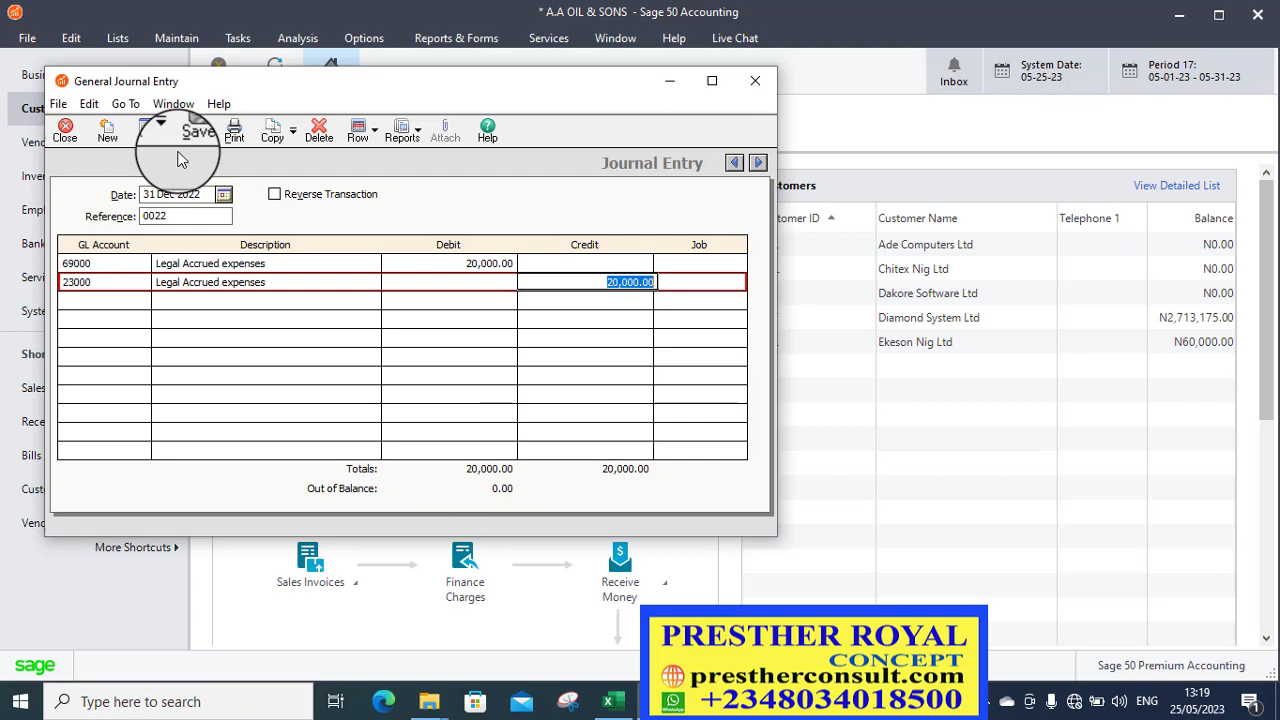 * A.A OIL & SONS - Sage 50 Accounting
File Edit Lists Maintain Tasks Analysis Options Reports & Forms Services Window Help Live Chat
Inbox
System Date:
05-25-23
Period 17:
05-01-23 - 05-31-23
General Journal Entry
File Edit Go To Window Help
Close New Save Print Copy Delete Row Reports Attach Help
Journal Entry
Date: 31 Dec 2022 Reverse Transaction
Reference: 0022
GL Account Description Debit Credit Job
69000 Legal Accrued expenses 20,000.00
23000 Legal Accrued expenses 20,000.00
Totals: 20,000.00 20,000.00
Out of Balance: 0.00
View Detailed List
Customer Name Telephone 1 Balance
Ade Computers Ltd N0.00
Chitex Nig Ltd N0.00
Dakore Software Ltd N0.00
Diamond System Ltd N2,713,175.00
Ekeson Nig Ltd N60,000.00
More Shortcuts
Sales Invoices
Finance
Charges
Receive
Money
PRESTHER ROYAL
CONCEPT
prestherconsult.com
WhatsApp
+2348034018500
sage
Sage 50 Premium Accounting
Type here to search
ENG
13:19
25/05/2023
1